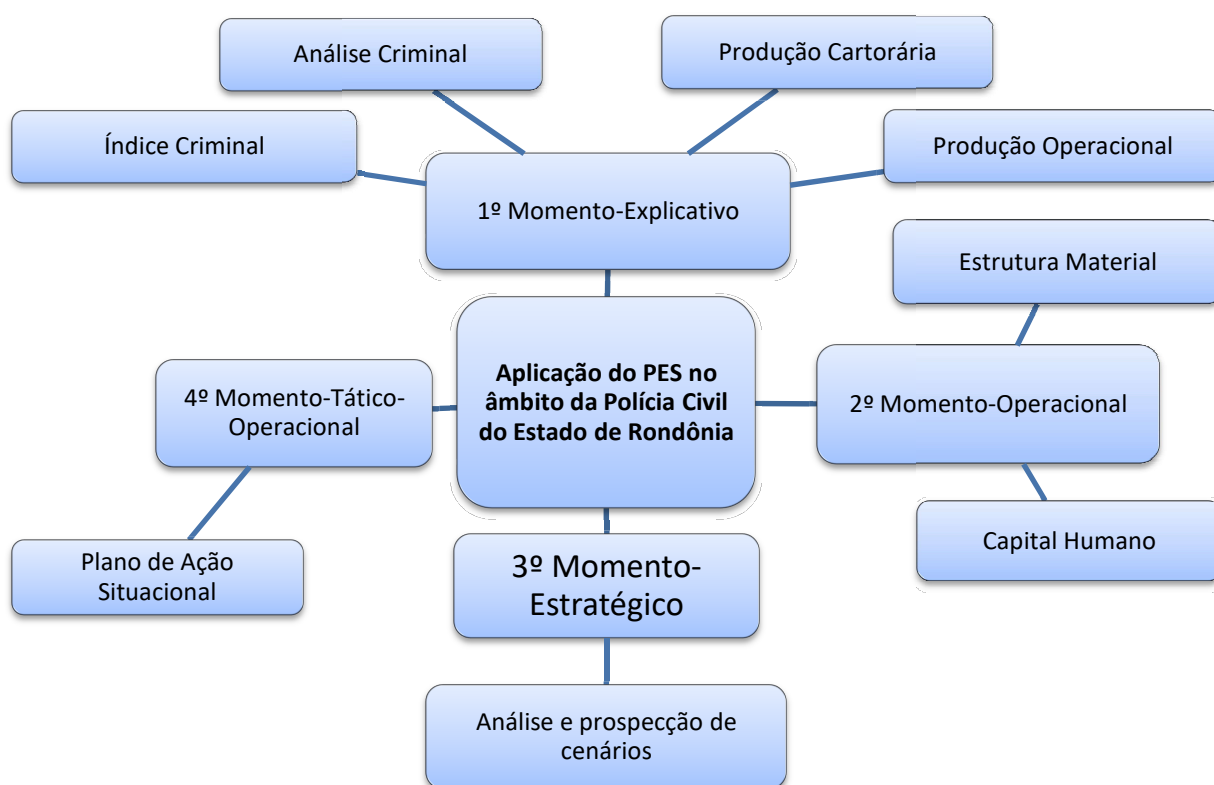 Análise Criminal
Produção Cartorária
Índice Criminal
Produção Operacional
1º Momento-Explicativo
Estrutura Material
Aplicação do PES no
âmbito da Polícia Civil
do Estado de Rondônia
4º Momento-Tático-
Operacional
2º Momento-Operacional
Plano de Ação
Situacional
3º Momento-
Estratégico
Capital Humano
Análise e prospecção de
cenários